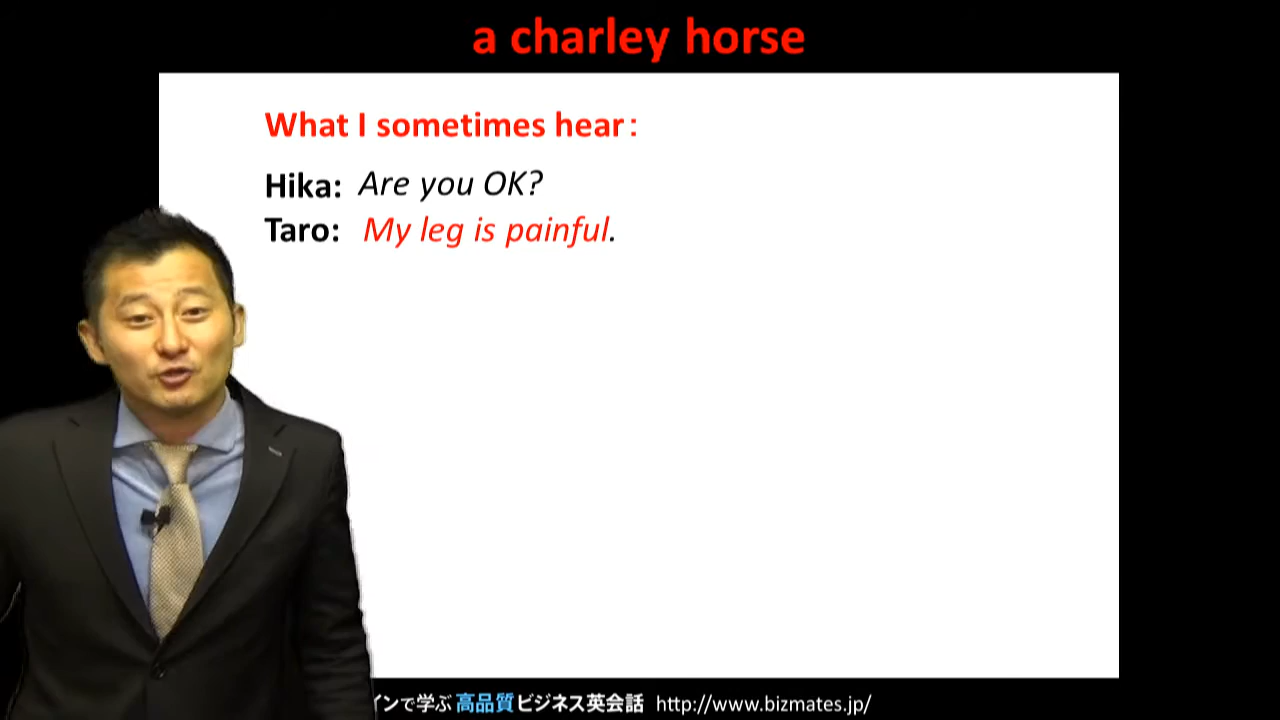 a charley horse
What I sometimes hear:
Hika: Are you OK?
Taro: My leg is painful.
インで学ぶ 高品質ビジネス英会話 http://www.bizmates.jp/